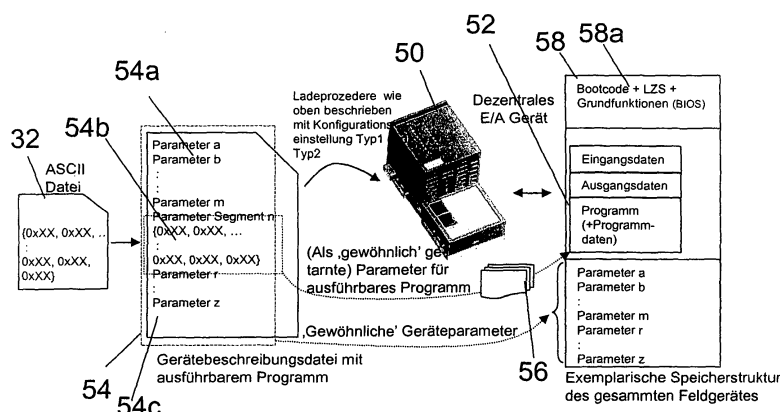 32
ASCII
Datei
{0xXX, 0xXX, ..
:
0xXX, 0xXX,
0xXX}
54a
54b
Parameter a
Parameter b
:
:
Parameter m
Parameter Segment n
{0xXX, 0xXX, ...
:
0xXX, 0xXX, 0xXX}
Parameter r
:
Parameter z
54
54c
Gerätebeschreibungsdatei mit
ausführbarem Programm
Ladeprozedere wie
oben beschrieben
mit Konfigurations
einstellung Typ1
Typ2
50
Dezentrales
E/A Gerät
(Als ‚gewöhnlich' ge
tarnte) Parameter für
ausführbares Programm
‚Gewöhnliche' Geräteparameter
56
52
58
58a
Bootcode + LZS +
Grundfunktionen (BIOS)
Eingangsdaten
Ausgangsdaten
Programm
(+Programm-
daten)
Parameter a
Parameter b
:
Parameter m
Parameter r
:
Parameter z
Exemplarische Speicherstruktur
des gesammten Feldgerätes